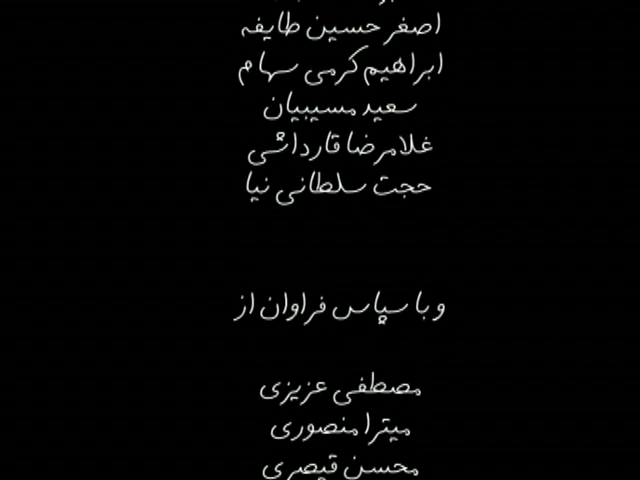 اصغر حسین طایفه
ابراهیم کرمی سهام
سعید مسیبیان
غلامرضا قارداشی
حجت سلطانی نیا
و با سپاس فراوان از
مصطفی عزیزی
میترا منصوری
محسن قیصری